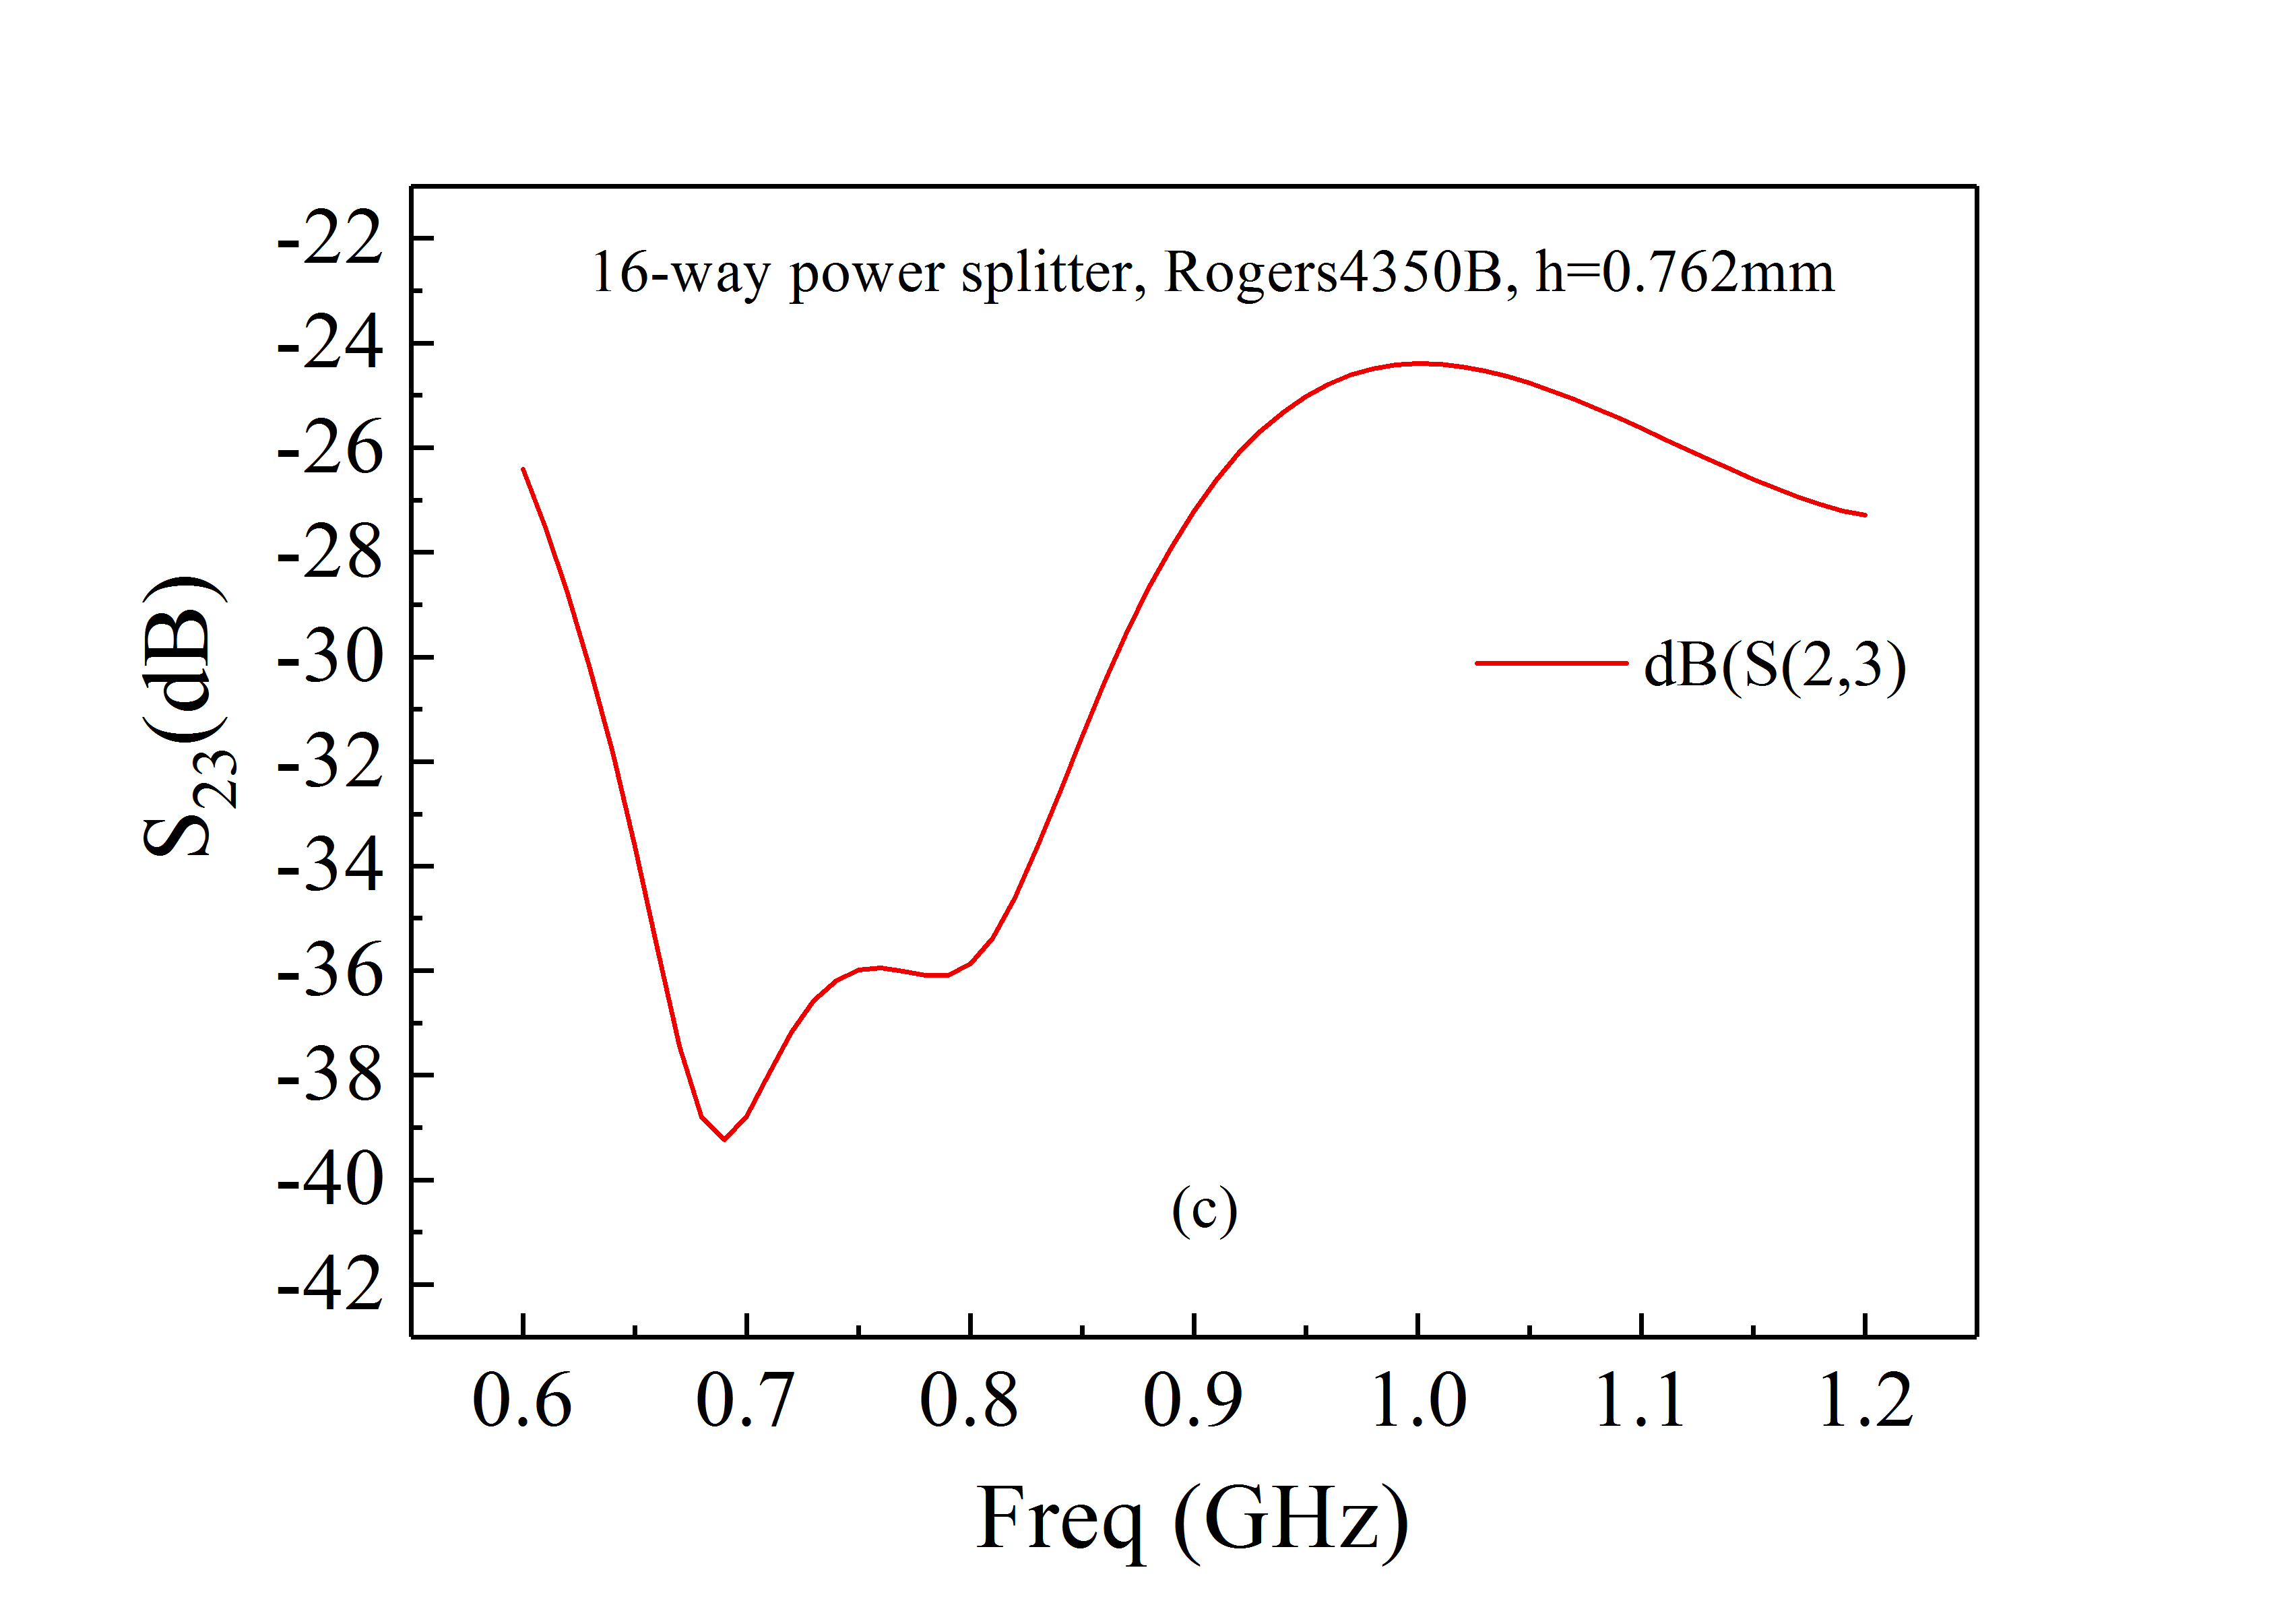 16-way power splitter, Rogers4350B, h=0.762mm
S23(dB)
-22
-24
-26
-28
-30
-32
-34
-36
-38
-40
-42
dB(S(2,3)
(c)
0.6 0.7 0.8 0.9 1.0 1.1 1.2
Freq (GHz)